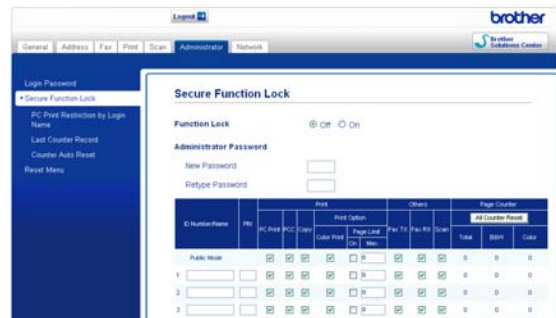 Logout
brother
General Address Fax Print Scan Administrator Network
Brother
Solutions Center
Login Password
Secure Function Lock
PC Print Restriction by Login
Name
Last Counter Record
Counter Auto Reset
Reset Menu
Secure Function Lock
Function Lock Off On
Administrator Password
New Password
Retype Password
Print Others Page Counter
Print Option All Counter Reset
ID Number/Name PIN PC Print PCC Copy Color Print Page Limit Fax TX Fax RX Scan Total B&W Color
On Max.
Public Mode 0 0 0 0
1 0 0 0 0
2 0 0 0 0
3 0 0 0 0